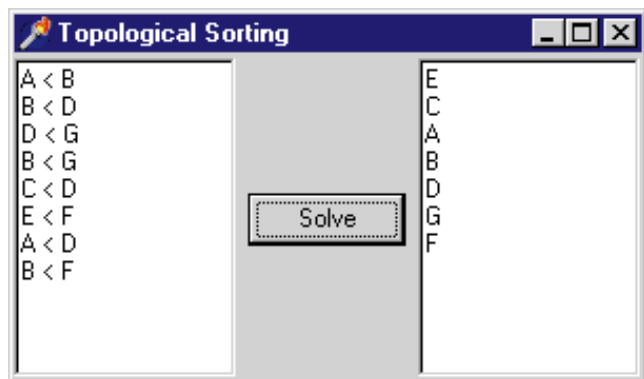 Topological Sorting
A < B
B < D
D < G
B < G
C < D
E < F
A < D
B < F
Solve
E
C
A
B
D
G
F